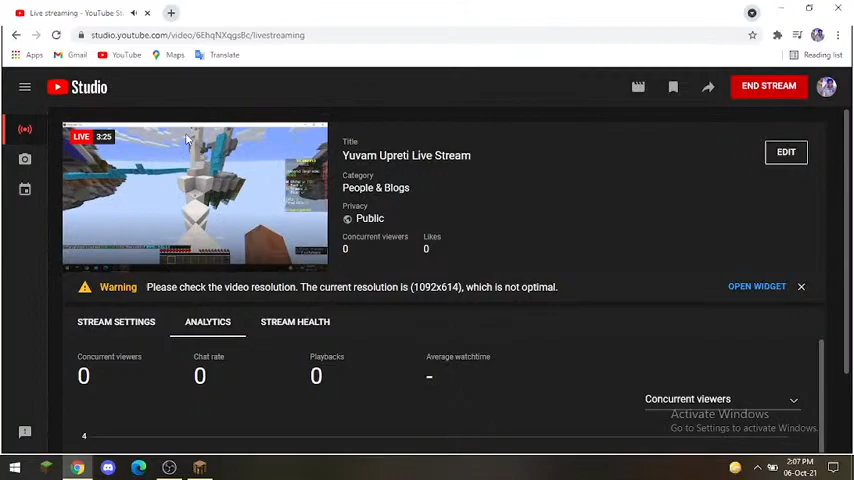 Live streaming - YouTube St
studio.youtube.com/video/6EhqNXqgsBc/livestreaming
Apps Gmail YouTube Maps Translate Reading list
Studio
END STREAM
LIVE 3:25
Title
Yuvam Upreti Live Stream
EDIT
Category
People & Blogs
Privacy
Public
Concurrent viewers Likes
0 0
Warning Please check the video resolution. The current resolution is (1092x614), which is not optimal. OPEN WIDGET
STREAM SETTINGS ANALYTICS STREAM HEALTH
Concurrent viewers Chat rate Playbacks Average watchtime
0 0 0 -
Concurrent viewers
Activate Windows
Go to Settings to activate Windows.
4
2:07 PM
06-Oct-21